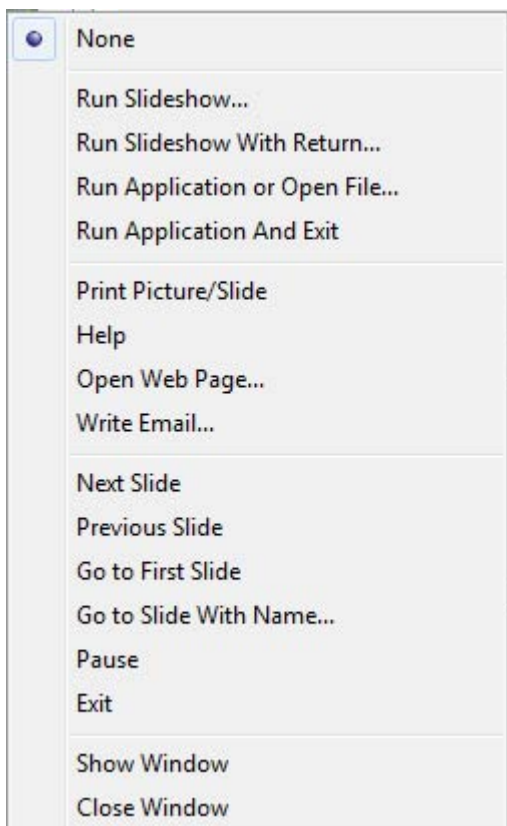 None
Run Slideshow...
Run Slideshow With Return...
Run Application or Open File...
Run Application And Exit
Print Picture/Slide
Help
Open Web Page...
Write Email...
Next Slide
Previous Slide
Go to First Slide
Go to Slide With Name...
Pause
Exit
Show Window
Close Window